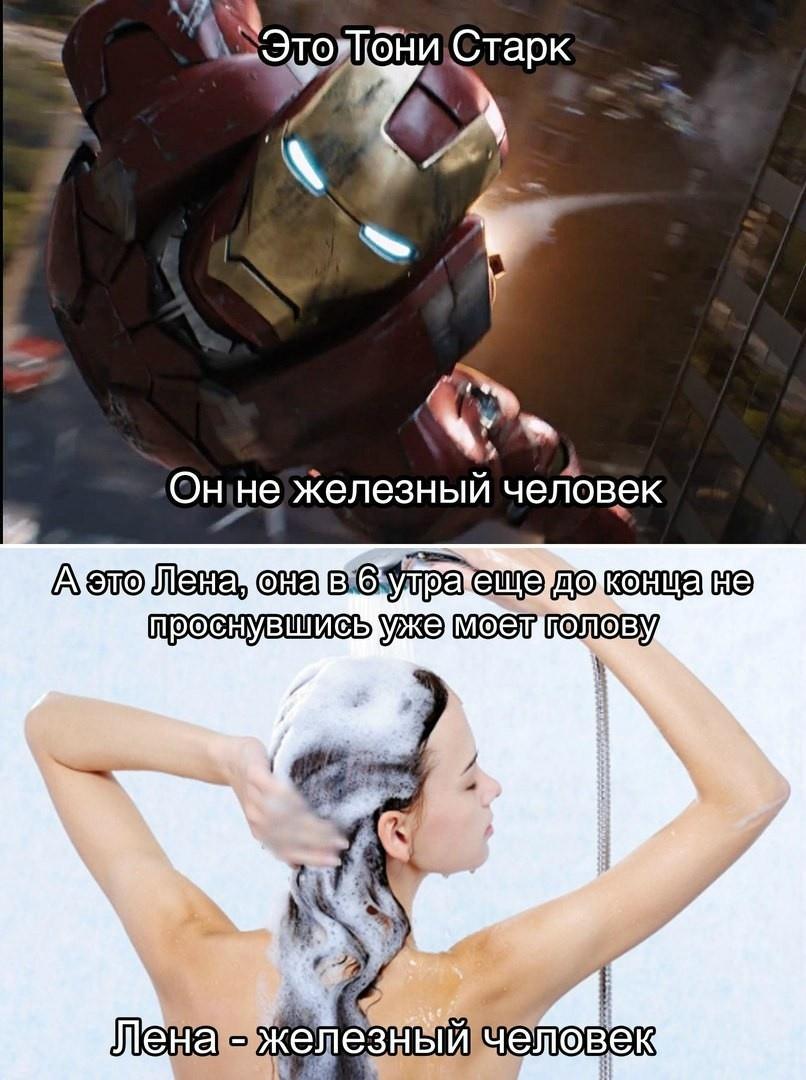 Это Тони Старк
Он не железный человек
А это Лена, она в 6 утра еще до конца не
проснувшись уже моет голову
Лена - железный человек